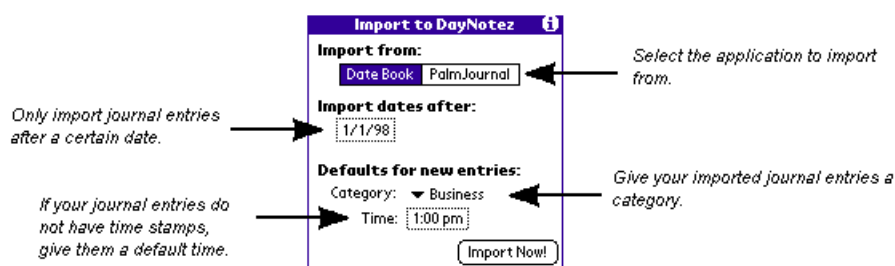 Import to DayNotez
Import from:
Date Book PalmJournal
Select the application to import
from.
Only import journal entries
after a certain date.
Import dates after:
1/1/98
Defaults for new entries:
Category: Business
Give your imported journal entries a
category.
If your journal entries do
not have time stamps,
give them a default time.
Time: 1:00 pm
Import Now!